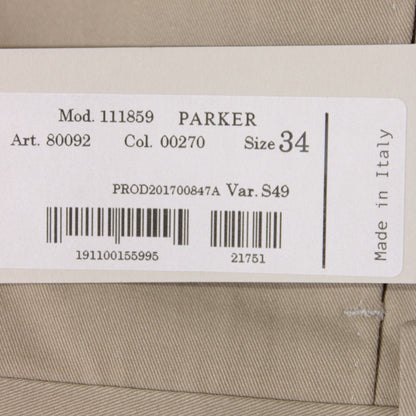 Mod. 111859 PARKER
Art. 80092 Col. 00270 Size 34
PROD201700847A Var. S49
191100155995 21751
Made in Italy